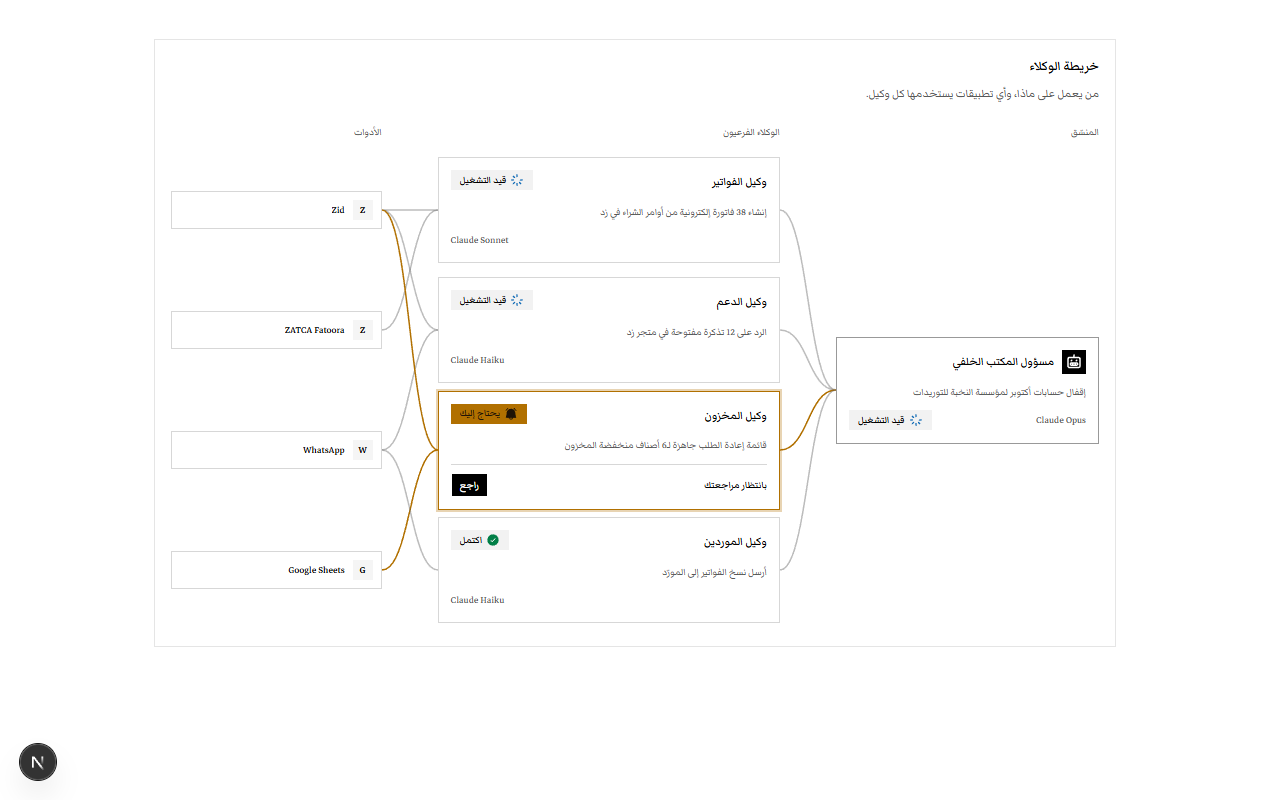 خريطة الوكلاء
من يعمل على ماذا، وأي تطبيقات يستخدمها كل وكيل.
المنسّق
الوكلاء الفرعيون
الأدوات
مسؤول المكتب الخلفي
إقفال حسابات أكتوبر لمؤسسة النخبة للتوريدات
Claude Opus
قيد التشغيل
وكيل الفواتير
قيد التشغيل
إنشاء 38 فاتورة إلكترونية من أوامر الشراء في زد
Claude Sonnet
وكيل الدعم
قيد التشغيل
الرد على 12 تذكرة مفتوحة في متجر زد
Claude Haiku
وكيل المخزون
يحتاج إليك
قائمة إعادة الطلب جاهزة لـ6 أصناف منخفضة المخزون
بانتظار مراجعتك
راجع
وكيل الموردين
اكتمل
أرسل نسخ الفواتير إلى المورّد
Claude Haiku
Z Zid
Z ZATCA Fatoora
W WhatsApp
G Google Sheets
N